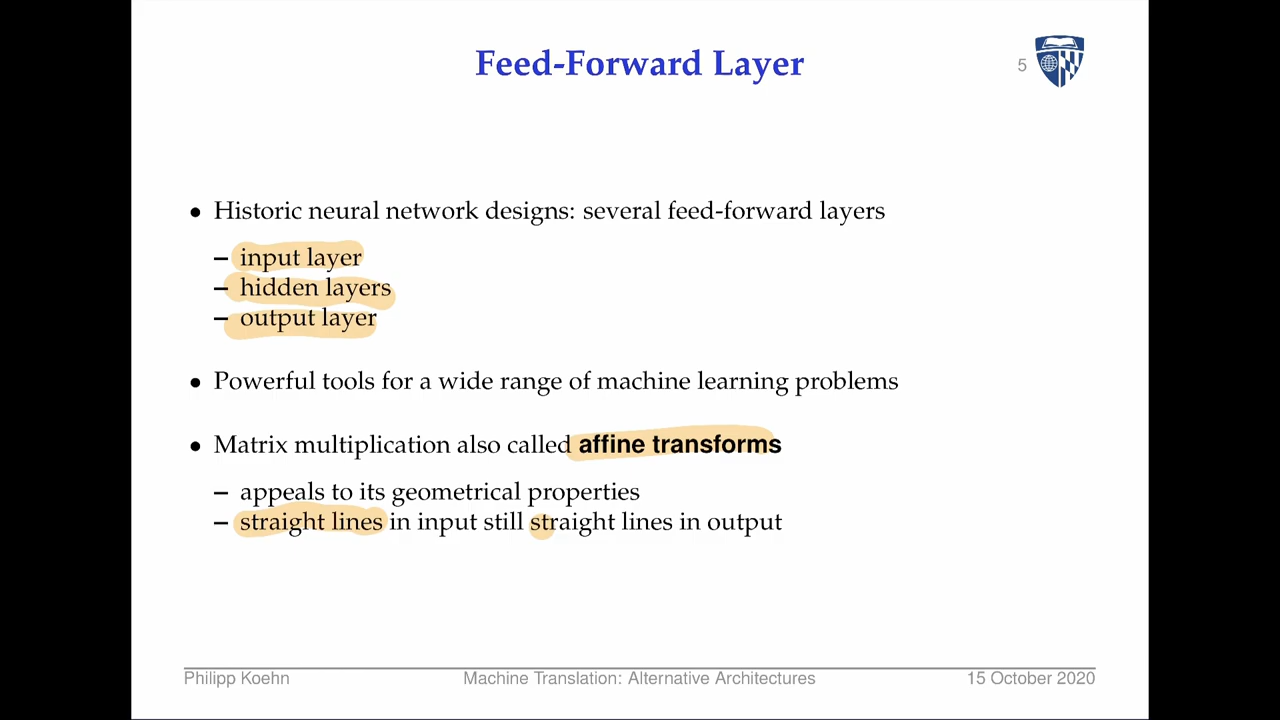 Feed-Forward Layer
5
• Historic neural network designs: several feed-forward layers
– input layer
– hidden layers
– output layer
• Powerful tools for a wide range of machine learning problems
• Matrix multiplication also called affine transforms
– appeals to its geometrical properties
– straight lines in input still straight lines in output
Philipp Koehn
Machine Translation: Alternative Architectures
15 October 2020